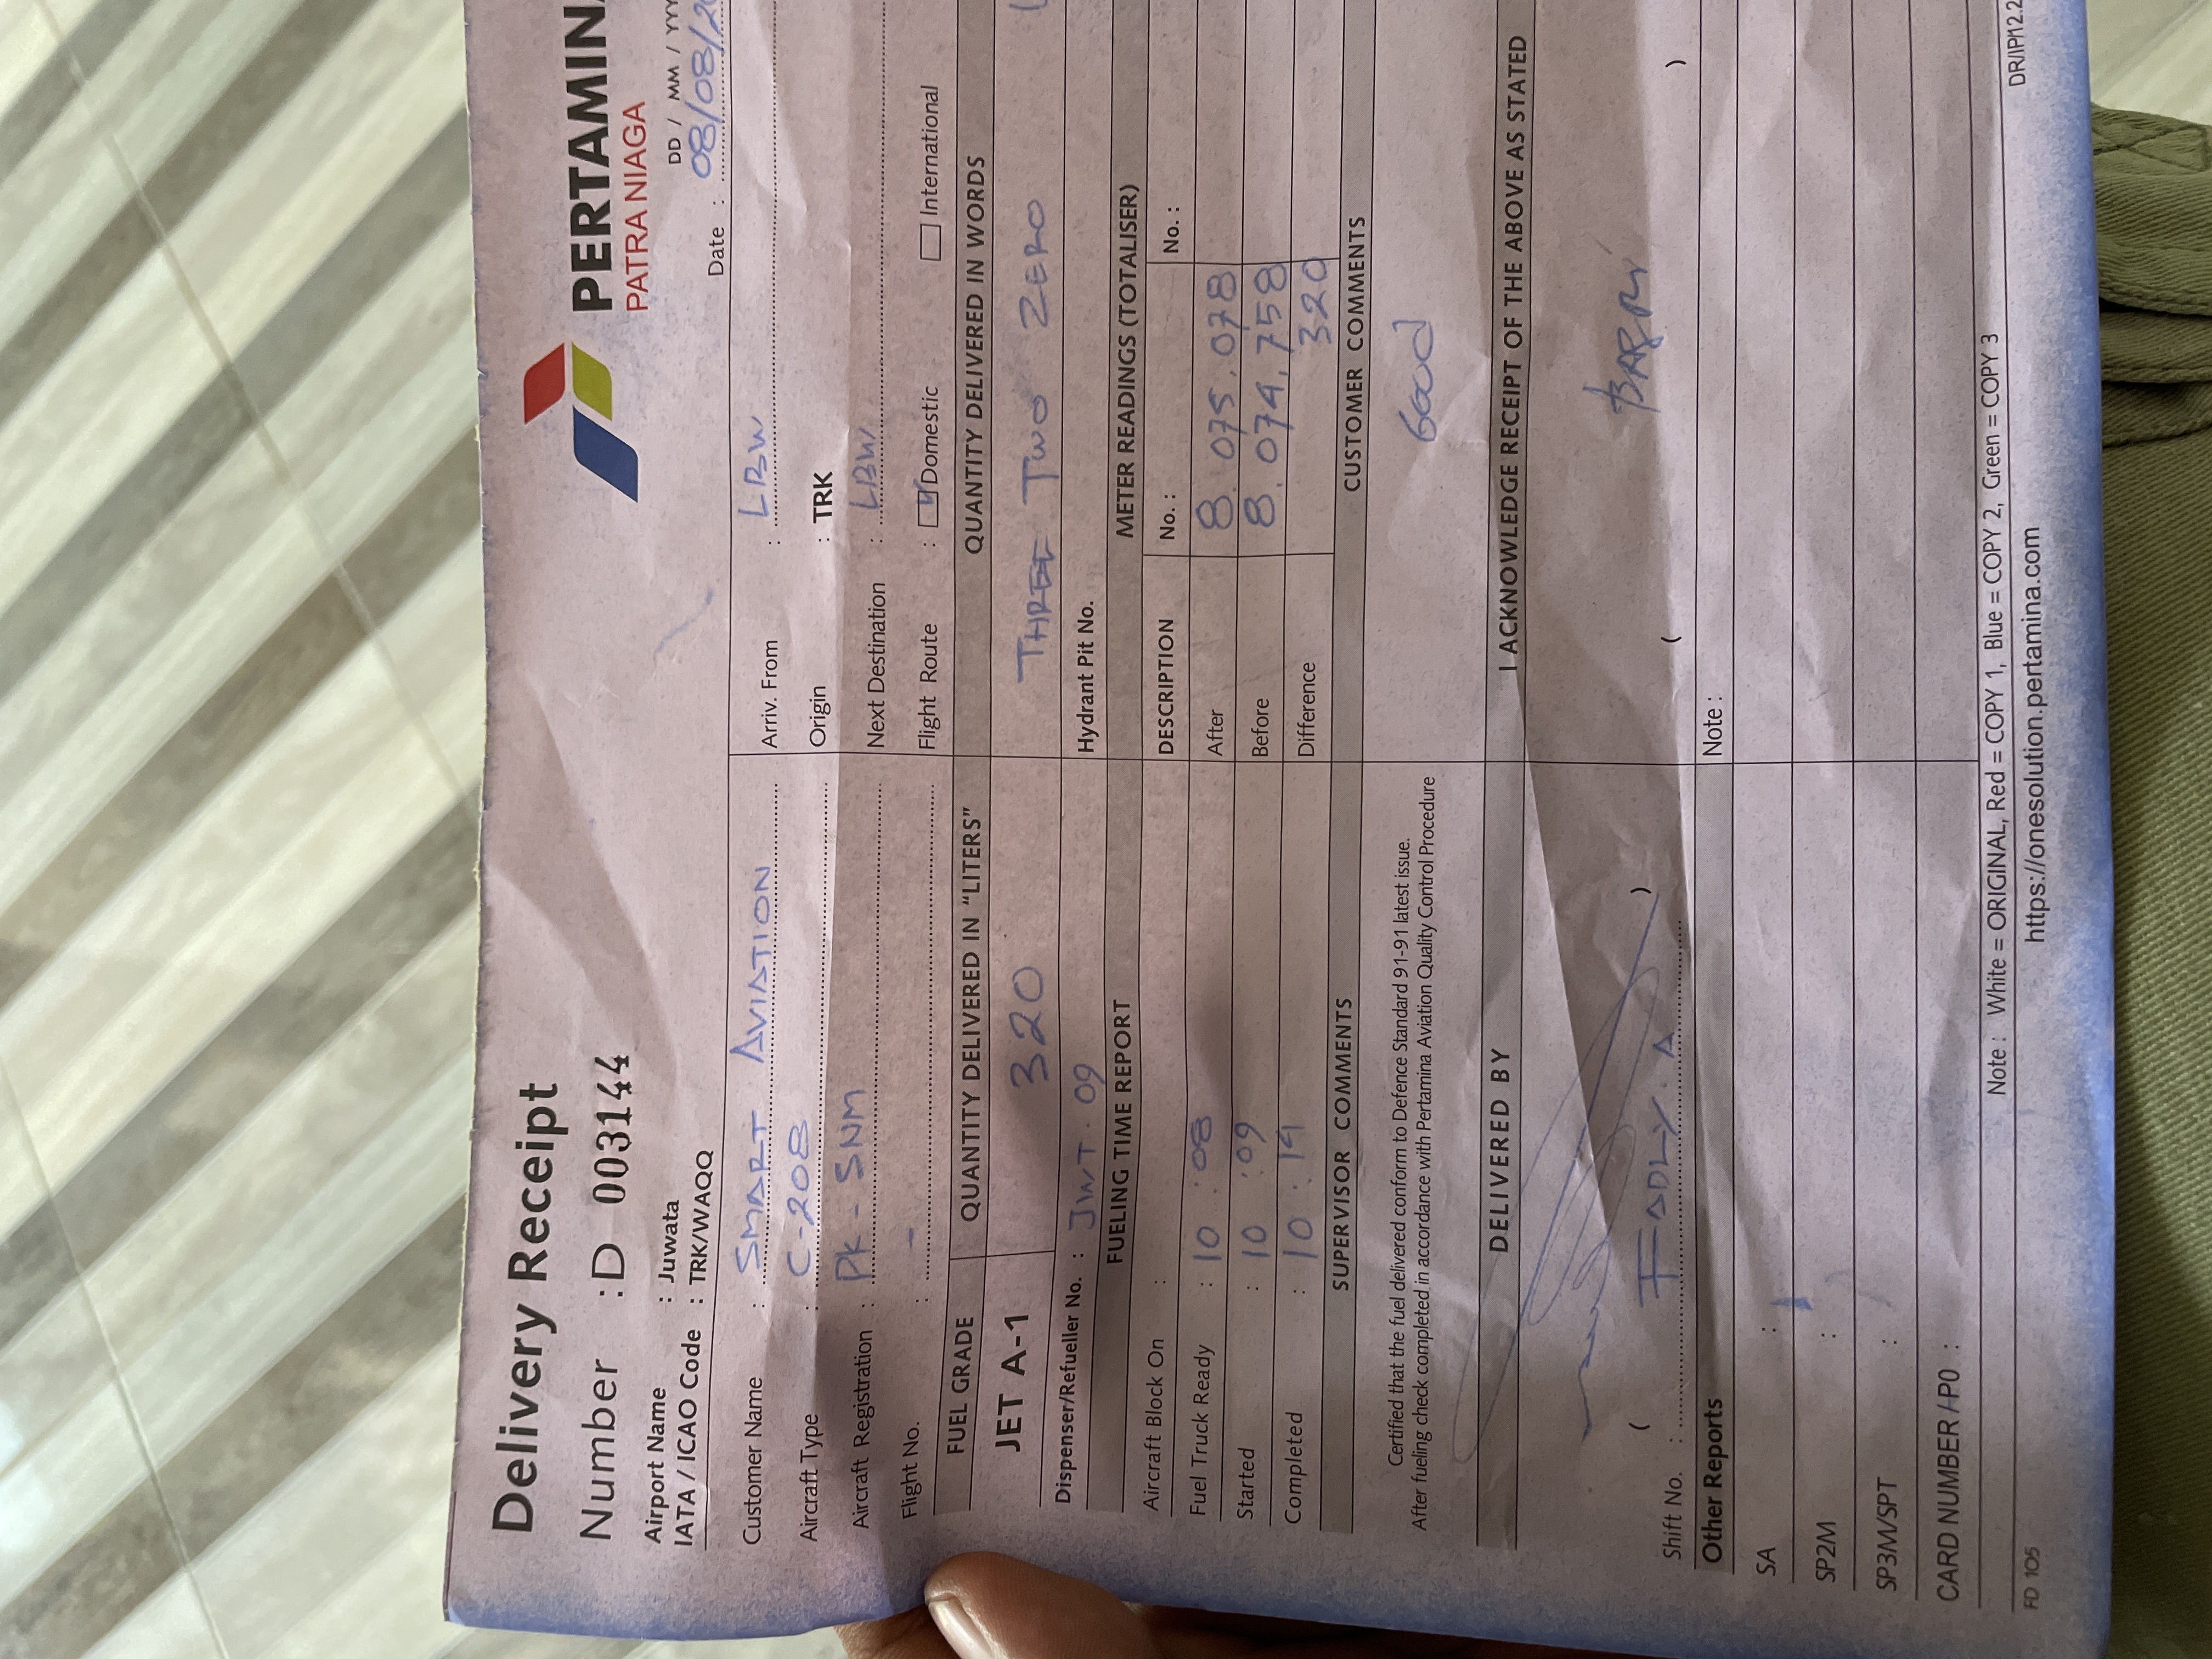 PERTAMINA
PATRA NIAGA
Delivery Receipt
Number : D 003144
Airport Name : Juwata
IATA / ICAO Code : TRK/WAQQ
DD / MM / YYY
Date : 08/08/20
Customer Name : SMART AVIATION
Arriv. From : LBW
Aircraft Type : C-208
Origin : TRK
Aircraft Registration : PK - SNM
Next Destination : LBW
Flight No. : -
Flight Route : Domestic International
FUEL GRADE QUANTITY DELIVERED IN "LITERS" QUANTITY DELIVERED IN WORDS
JET A-1 320 THREE TWO ZERO
Dispenser/Refueller No. : JWT. 09 Hydrant Pit No.
FUELING TIME REPORT METER READINGS (TOTALISER)
Aircraft Block On : DESCRIPTION No. : No. :
Fuel Truck Ready : 10 : 08 After 8.075.078
Started : 10 : 09 Before 8.074.758
Completed : 10 : 14 Difference 320
SUPERVISOR COMMENTS CUSTOMER COMMENTS
Certified that the fuel delivered conform to Defence Standard 91-91 latest issue.
After fueling check completed in accordance with Pertamina Aviation Quality Control Procedure
Good
DELIVERED BY I ACKNOWLEDGE RECEIPT OF THE ABOVE AS STATED
( FADLY. A ) ( )
Shift No. :
Other Reports Note :
SA :
SP2M :
SP3M/SPT :
CARD NUMBER / P0 :
Note : White = ORIGINAL, Red = COPY 1, Blue = COPY 2, Green = COPY 3
FD 105 https://onesolution.pertamina.com DR/IP/12.2